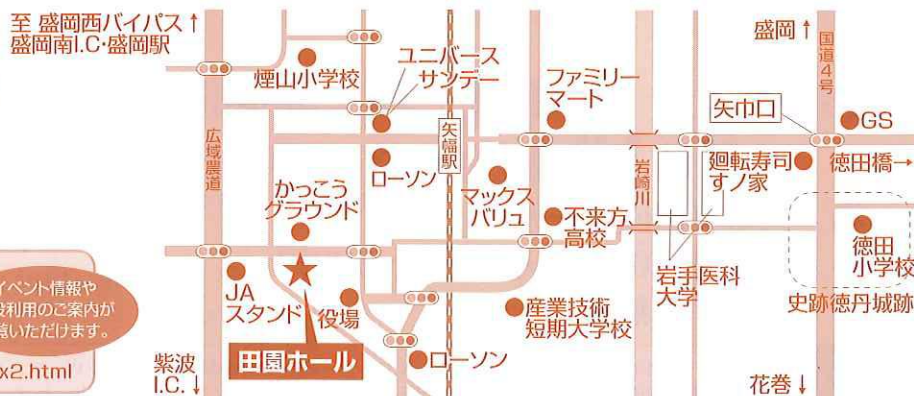 至 盛岡西バイパス↑
盛岡南I.C・盛岡駅
煙山小学校
ユニバース
サンデー
ファミリー
マート
盛岡↑
国道4号
矢巾口
GS
広域農道
矢幅駅
ローソン
マックス
バリュ
岩崎川
廻転寿司
すノ家
徳田橋→
かっこう
グラウンド
不来方
高校
岩手医科
大学
徳田
小学校
史跡徳丹城跡
JA
スタンド
役場
産業技術
短期大学校
田園ホール
ローソン
紫波
I.C.↓
花巻↓
イベント情報や
設利用のご案内が
覧いただけます。
x2.html